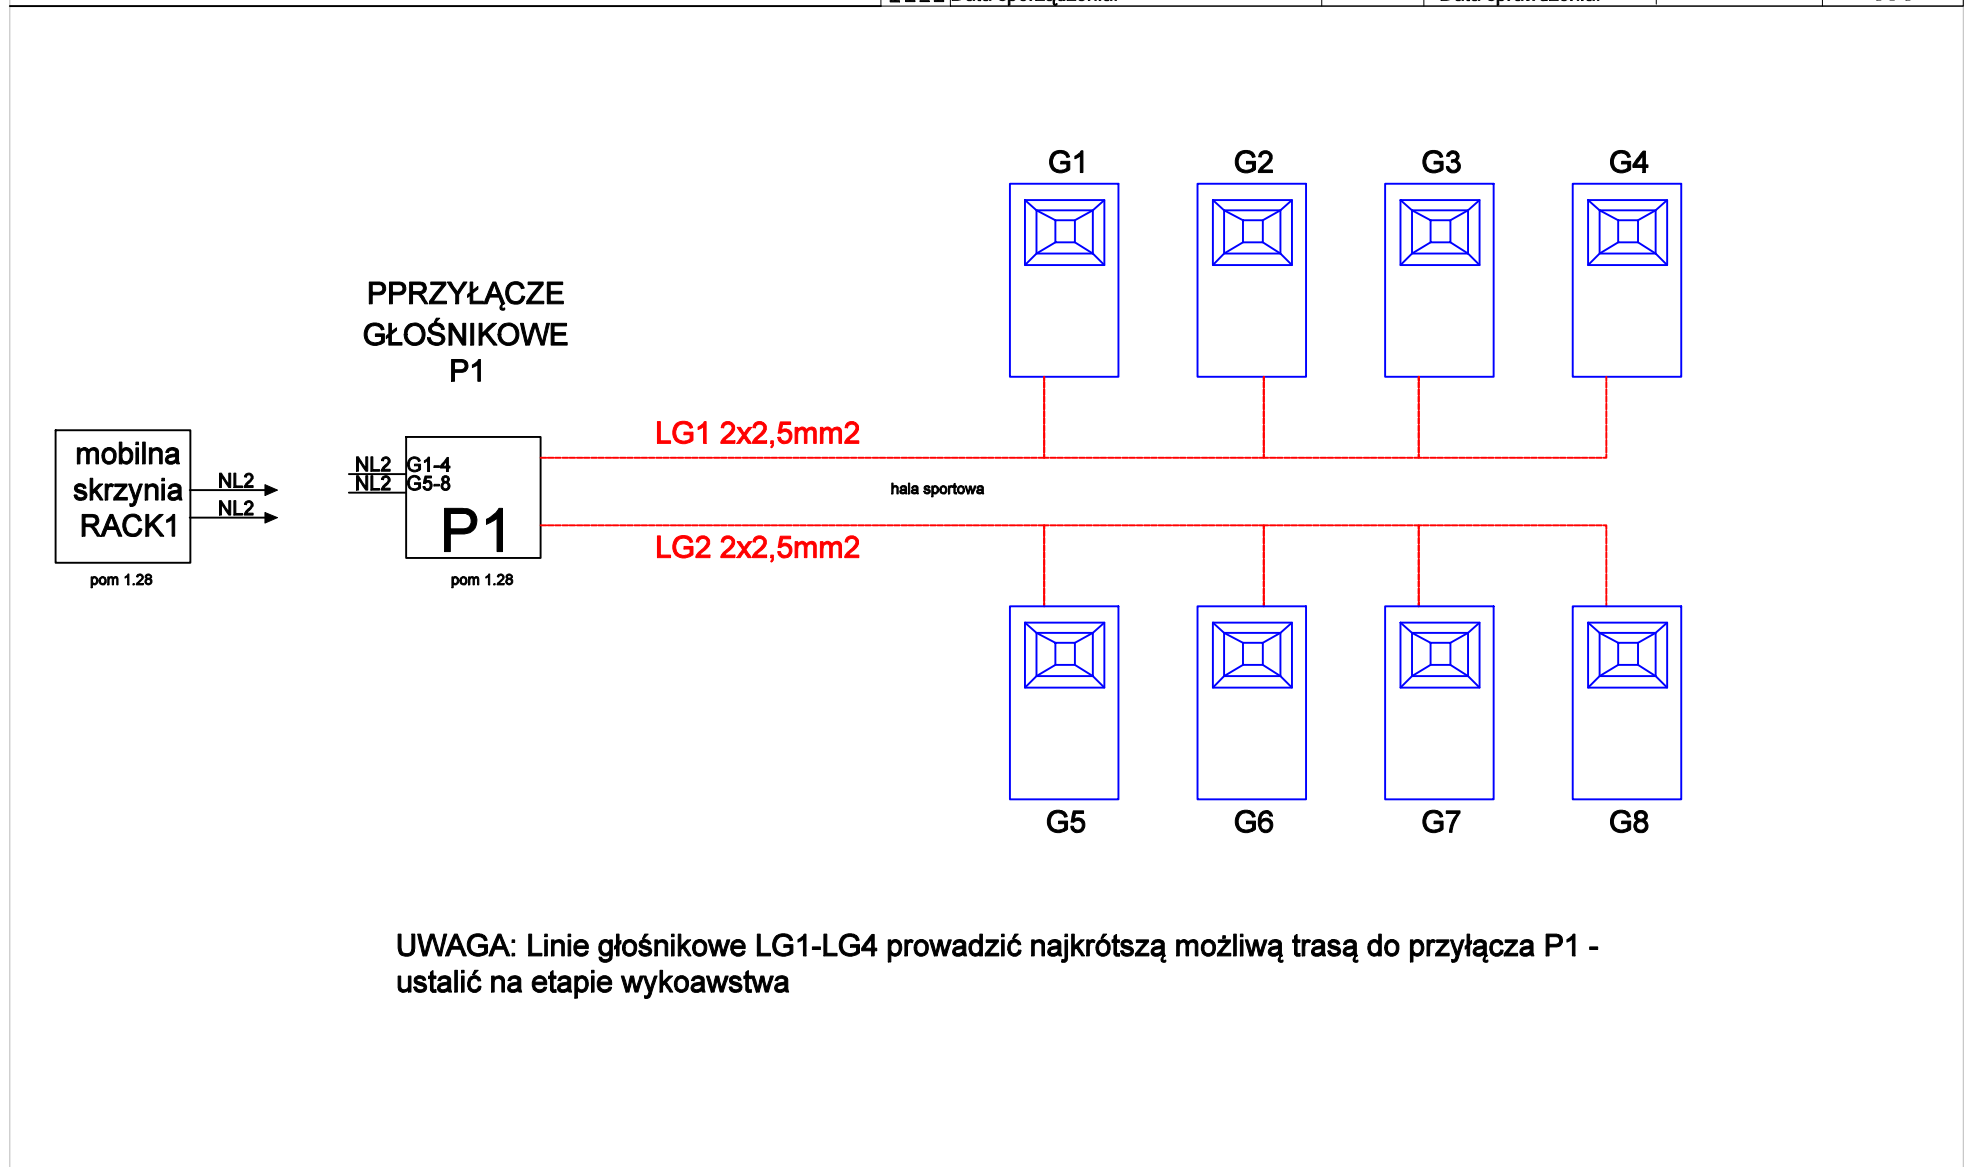 G1
G2
G3
G4
PPRZYŁĄCZE
GŁOŚNIKOWE
P1
LG1 2x2,5mm2
mobilna
skrzynia
RACK1
NL2
NL2
pom 1.28
NL2
NL2
G1-4
G5-8
P1
pom 1.28
hala sportowa
LG2 2x2,5mm2
G5
G6
G7
G8
UWAGA: Linie głośnikowe LG1-LG4 prowadzić najkrótszą możliwą trasą do przyłącza P1 -
ustalić na etapie wykoawstwa